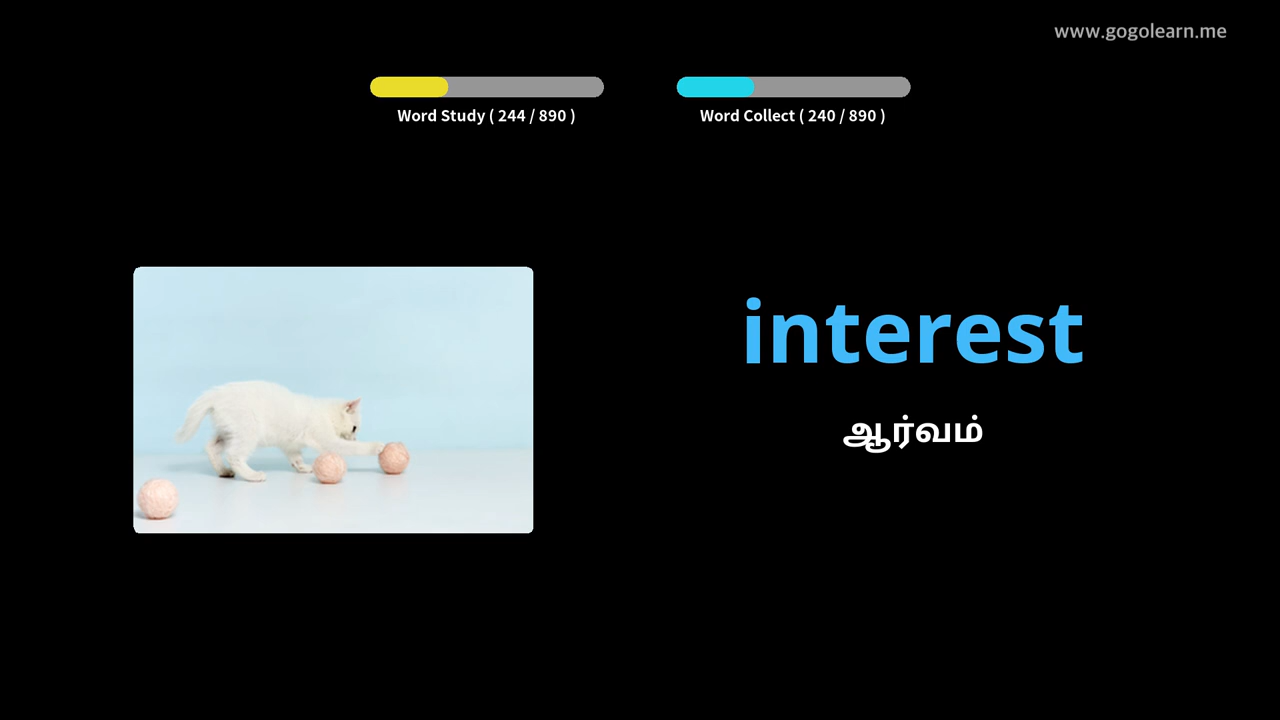 www.gogolearn.me
Word Study ( 244 / 890 )
Word Collect ( 240 / 890 )
interest
ஆர்வம்